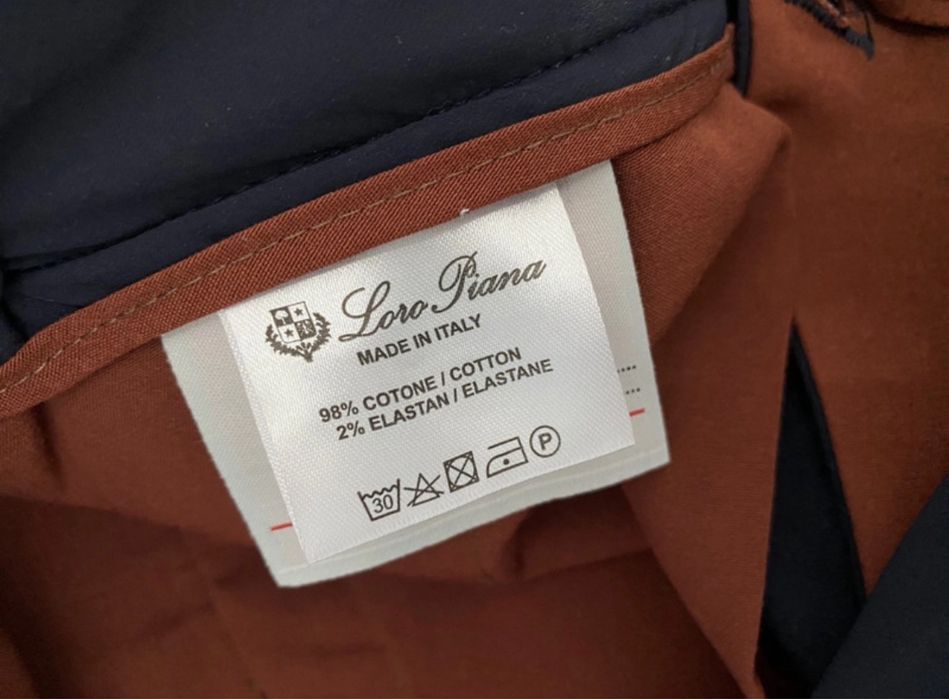 Loro Piana
MADE IN ITALY
98% COTONE / COTTON
2% ELASTAN / ELASTANE
30 P